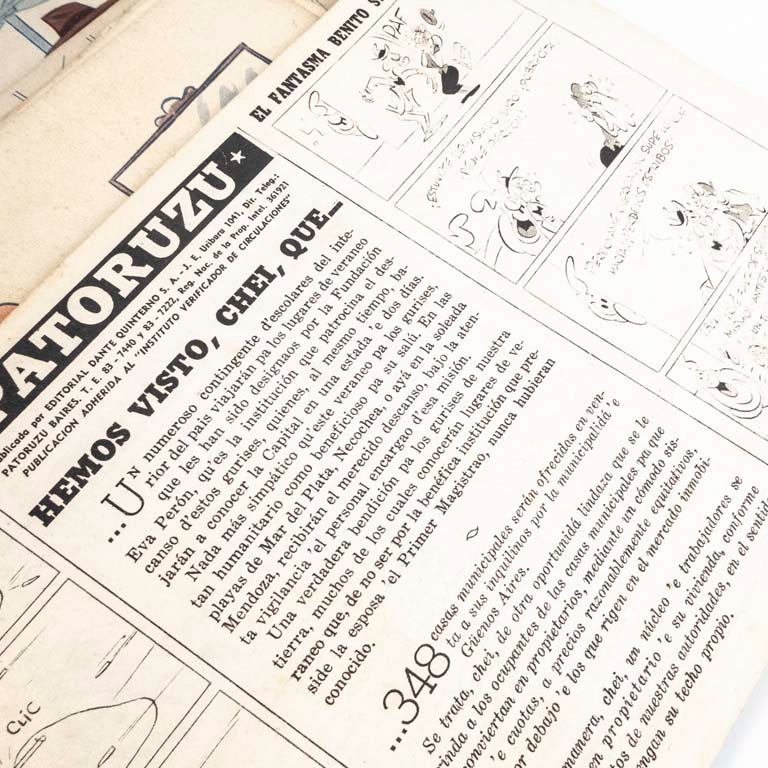 EL FANTASMA BENITO S
PAF
PATORUZU
ublicada por EDITORIAL DANTE QUINTERNO S. A. - J. E. Uriburu 1041, Dir. Teleg.:
PATORUZU BAIRES, T. E. 83 -7440 y 83 -7222, Reg. Nac. de la Prop. Intel. 361921
PUBLICACION ADHERIDA AL "INSTITUTO VERIFICADOR DE CIRCULACIONES"
HEMOS VISTO, CHEI, QUE...
...UN numeroso contingente d'escolares del inte-
rior del país viajarán pa los lugares de veraneo
que les han sido designaos por la Fundación
Eva Perón, qu'es la institución que patrocina el des-
canso d'estos gurises, quienes, al mesmo tiempo, ba-
jarán a conocer la Capital en una estada 'e dos días.
Nada más simpático qu'este veraneo pa los gurises,
tan humanitario como beneficioso pa su salú. En las
playas de Mar del Plata, Necochea, o ayá en la soleada
Mendoza, recibirán el merecido descanso, bajo la aten-
ta vigilancia 'el personal encargao d'esa misión.
Una verdadera bendición pa los gurises de nuestra
tierra, muchos de los cuales conocerán lugares de ve-
raneo que, de no ser por la benéfica institución que pre-
side la esposa 'el Primer Magistrao, nunca hubieran
conocido.
...348 casas municipales serán ofrecidas en ven-
ta a sus inquilinos por la municipalidá 'e
Güenos Aires.
Se trata, chei, de otra oportunidá lindaza que se le
rinda a los ocupantes de las casas municipales pa que
conviertan en propietarios, mediante un cómodo sis-
'e cuotas, a precios razonablemente equitativos,
or debajo 'e los que rigen en el mercado inmobi-
manera, chei, un núcleo 'e trabajadores se
en propietario 'e su vivienda, conforme
tos de nuestras autoridades, en el sentid
engan su techo propio.
CLIC